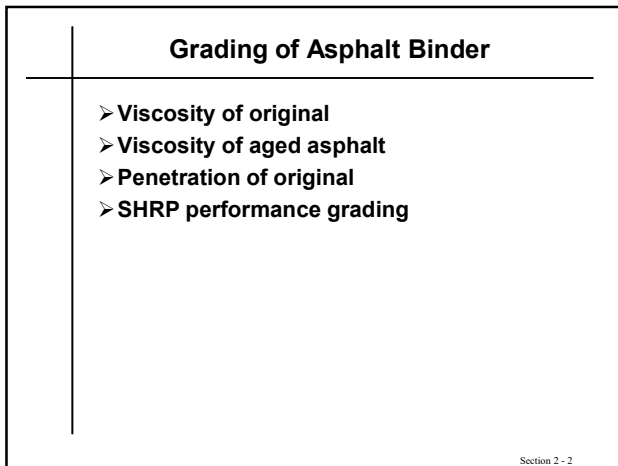 Grading of Asphalt Binder
➢ Viscosity of original
➢ Viscosity of aged asphalt
➢ Penetration of original
➢ SHRP performance grading
Section 2 - 2